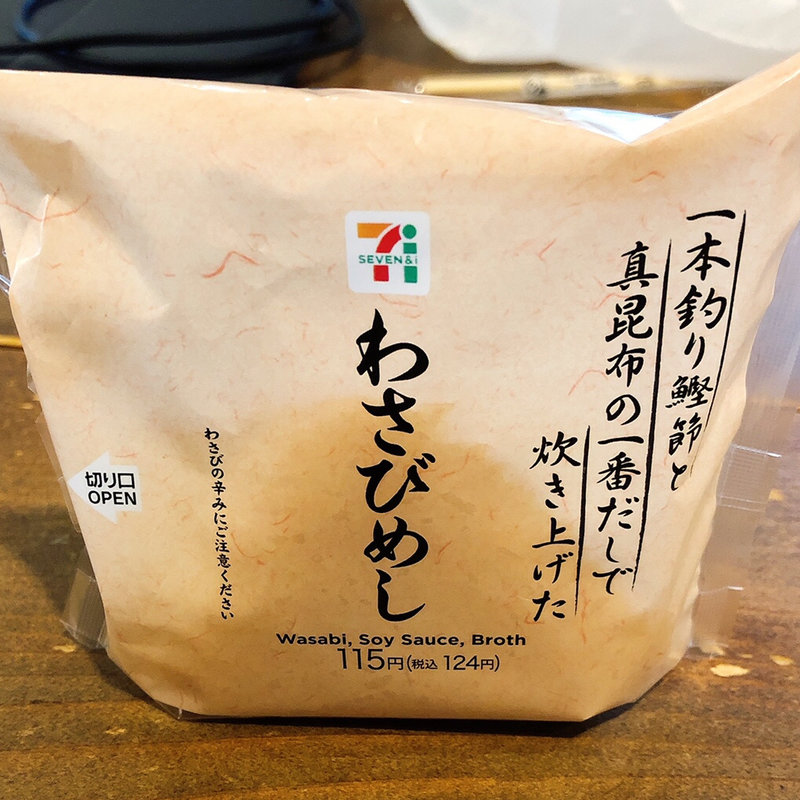 一本釣り鰹節と
真昆布の一番だしで
炊き上げた
7i
SEVEN&i
わさびめし
わさびの辛みにご注意ください
切り口
OPEN
Wasabi, Soy Sauce, Broth
115円(税込 124円)